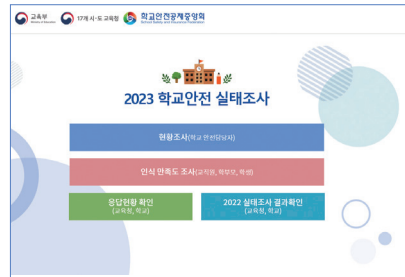 교육부 17개 시·도 교육청 학교안전공제중앙회
2023 학교안전 실태조사
현황조사(학교 안전담당자)
인식 만족도 조사(교직원, 학부모, 학생)
응답현황 확인
(교육청, 학교)
2022 실태조사 결과확인
(교육청, 학교)